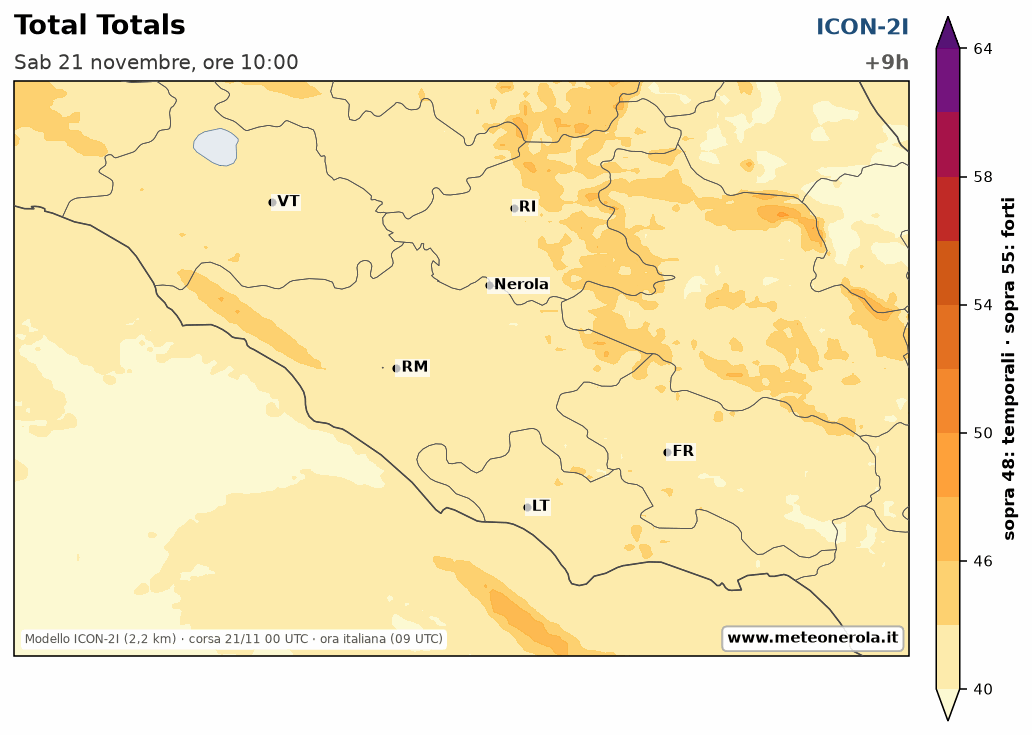 Total Totals
ICON-2I
Sab 21 novembre, ore 10:00
+9h
VT
RI
Nerola
RM
FR
LT
Modello ICON-2I (2,2 km) · corsa 21/11 00 UTC · ora italiana (09 UTC)
www.meteonerola.it
64
58
54
50
46
40
sopra 48: temporali · sopra 55: forti